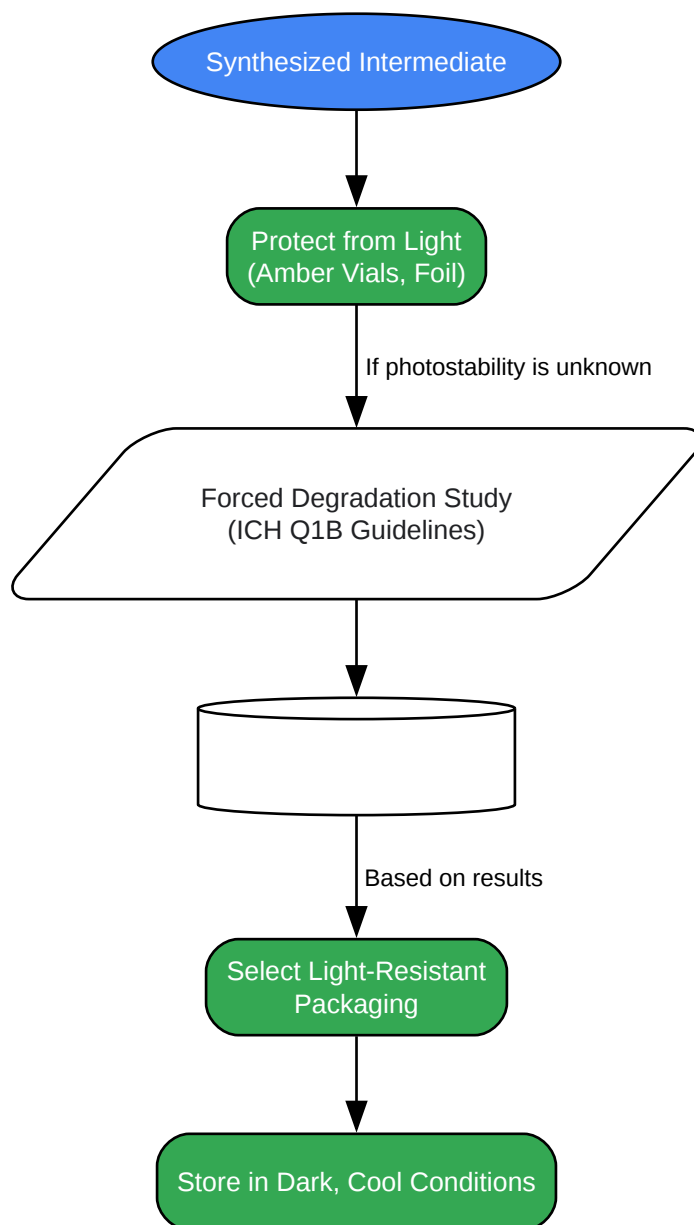 Synthesized Intermediate
Protect from Light
(Amber Vials, Foil)
If photostability is unknown
Forced Degradation Study
(ICH Q1B Guidelines)
Based on results
Select Light-Resistant
Packaging
Store in Dark, Cool Conditions